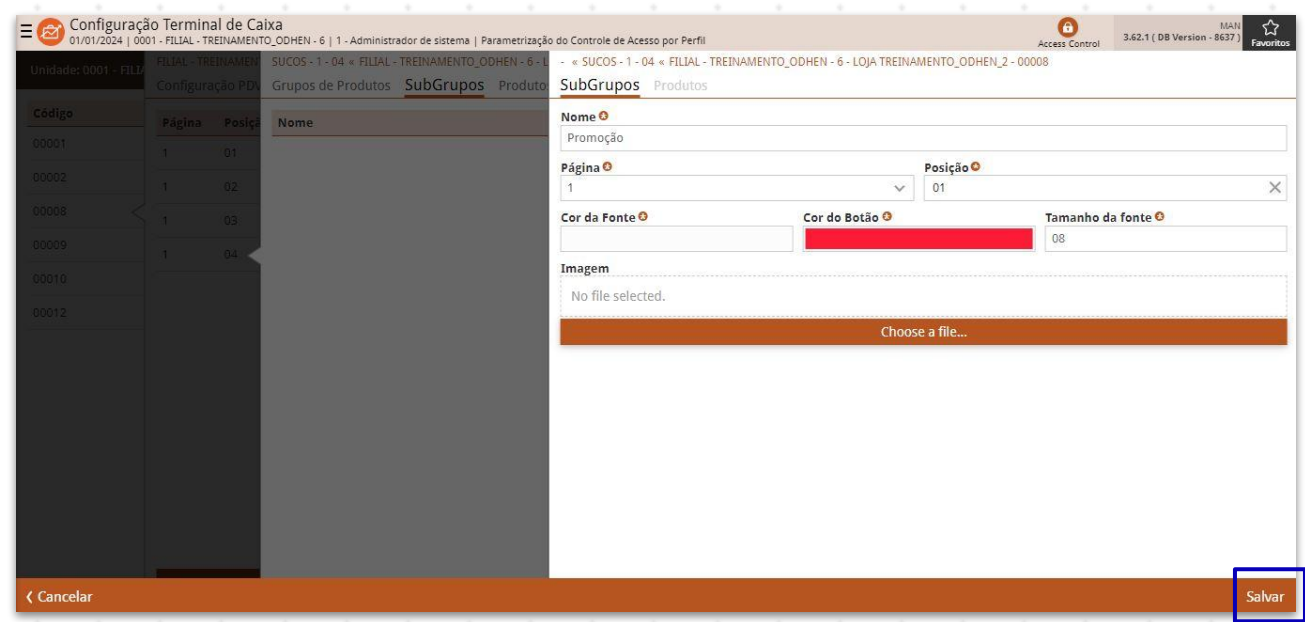 Configuração Terminal de Caixa
01/01/2024 | 0001 - FILIAL - TREINAMENTO_ODHEN - 6 | 1 - Administrador de sistema | Parametrização do Controle de Acesso por Perfil
Access Control
MAN
3.62.1 ( DB Version - 8637 )
Favoritos
Unidade: 0001 - FILIA
Código
00001
00002
00008
00009
00010
00012
FILIAL - TREINAMEN
Configuração PDV
Página Posiçã
1 01
1 02
1 03
1 04
SUCOS - 1 - 04 « FILIAL - TREINAMENTO_ODHEN - 6 - L
Grupos de Produtos SubGrupos Produto
Nome
- « SUCOS - 1 - 04 « FILIAL - TREINAMENTO_ODHEN - 6 - LOJA TREINAMENTO_ODHEN_2 - 00008
SubGrupos Produtos
Nome
Promoção
Página Posição
1 01
Cor da Fonte Cor do Botão Tamanho da fonte
08
Imagem
No file selected.
Choose a file...
Cancelar Salvar